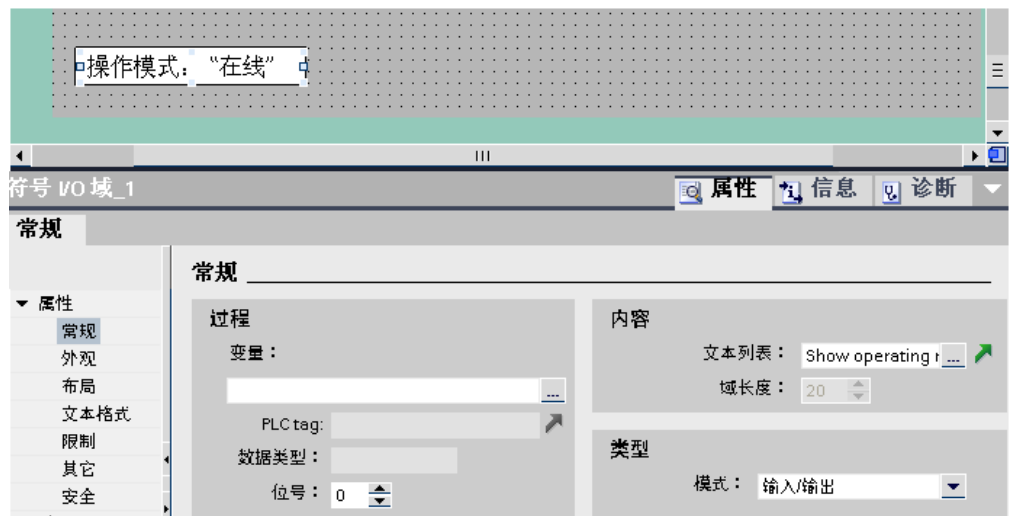 操作模式：“在线”
符号 I/O 域_1
属性 信息 诊断
常规
常规
属性
常规
外观
布局
文本格式
限制
其它
安全
过程
变量：
...
PLC tag:
数据类型：
位号： 0
内容
文本列表： Show operating ...
域长度： 20
类型
模式： 输入/输出